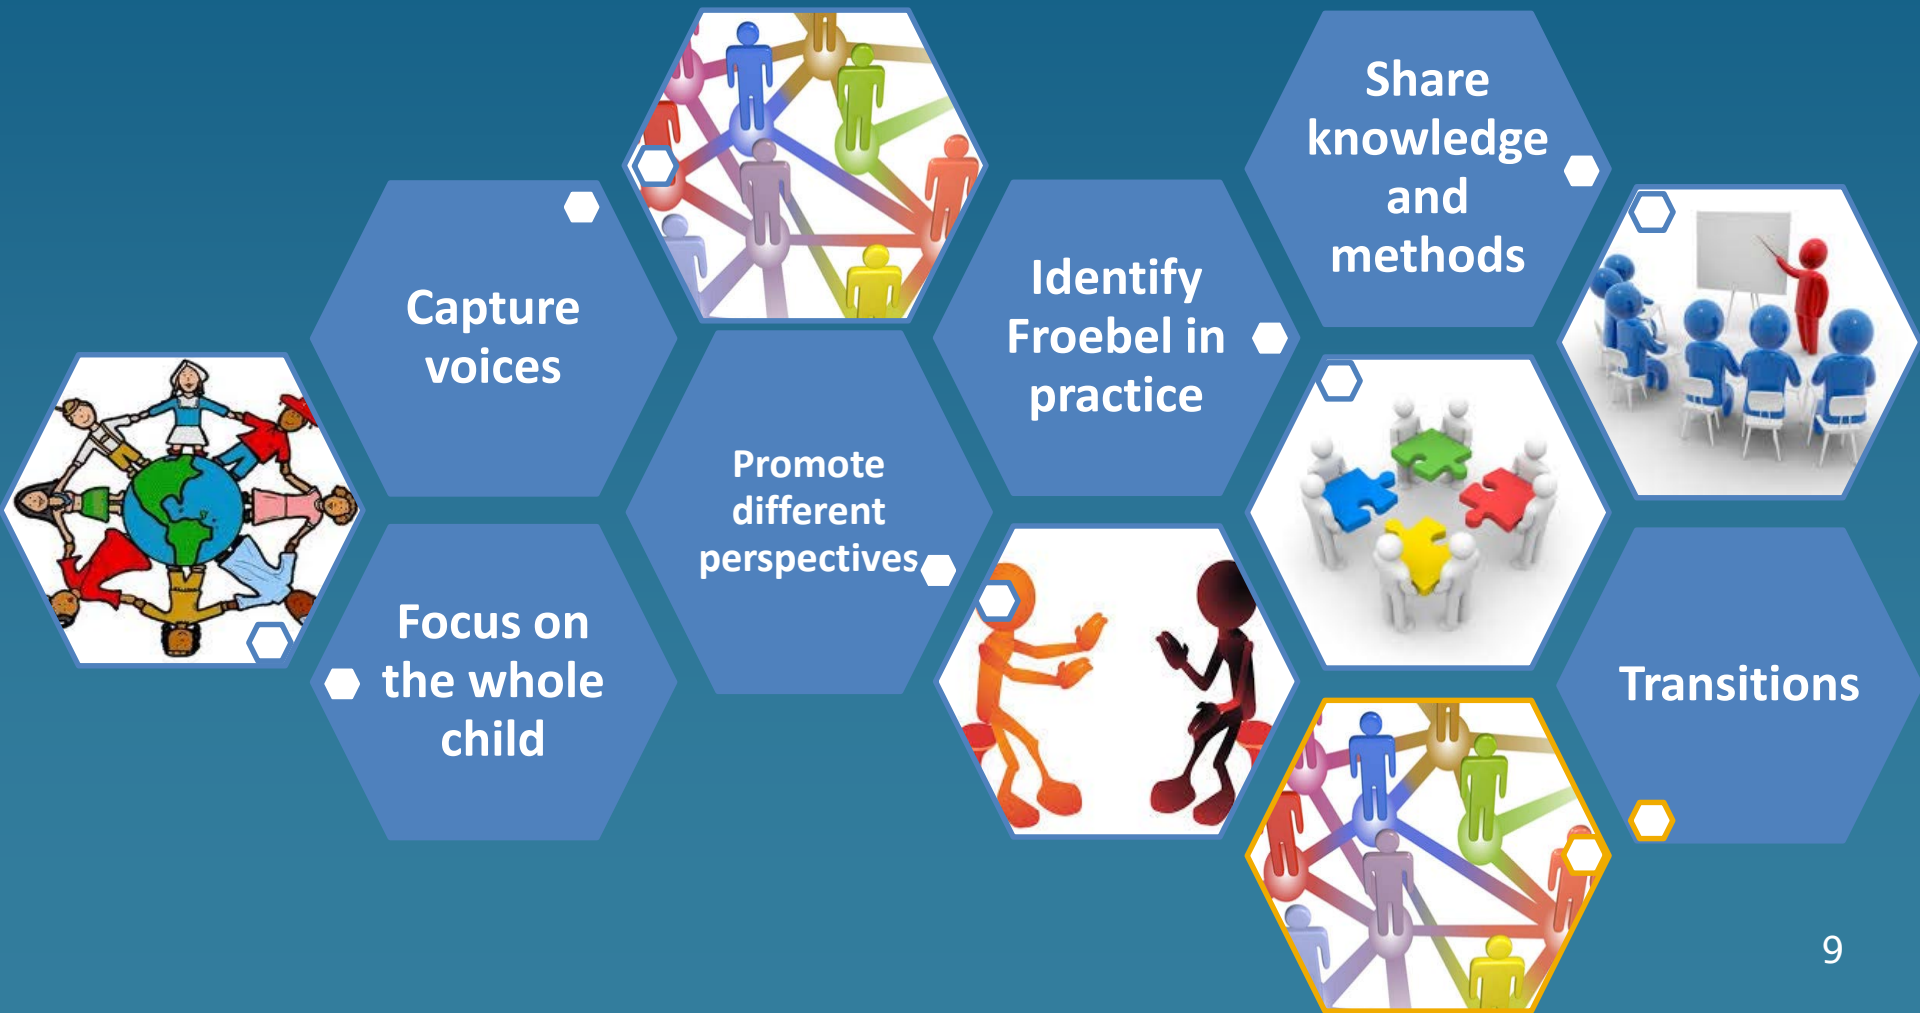 Capture
voices
Focus on
the whole
child
Promote
different
perspectives
Identify
Froebel in
practice
Share
knowledge
and
methods
Transitions
9